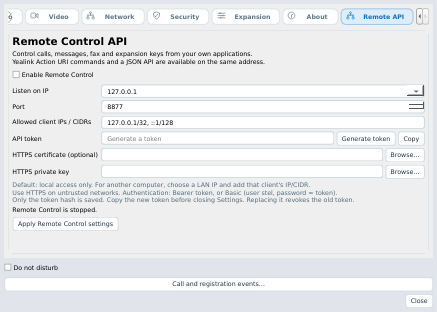 Video
Network
Security
Expansion
About
Remote API
Remote Control API
Control calls, messages, fax and expansion keys from your own applications.
Yealink Action URI commands and a JSON API are available on the same address.
Enable Remote Control
Listen on IP
127.0.0.1
Port
8877
Allowed client IPs / CIDRs
127.0.0.1/32, ::1/128
API token
Generate a token
Generate token
Copy
HTTPS certificate (optional)
Browse...
HTTPS private key
Browse...
Default: local access only. For another computer, choose a LAN IP and add that client's IP/CIDR.
Use HTTPS on untrusted networks. Authentication: Bearer token, or Basic (user stel, password = token).
Only the token hash is saved. Copy the new token before closing Settings. Replacing it revokes the old token.
Remote Control is stopped.
Apply Remote Control settings
Do not disturb
Call and registration events...
Close